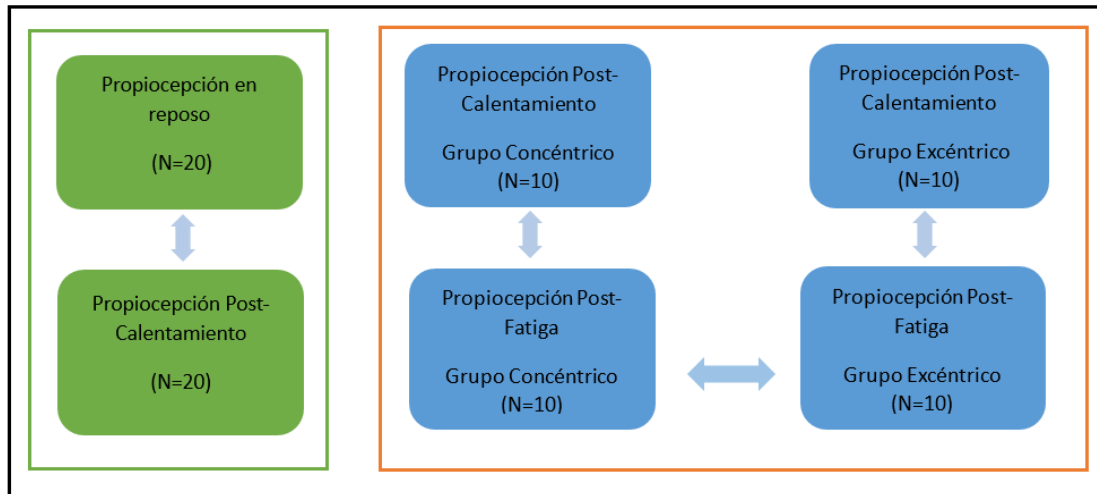 Propiocepción en
reposo
(N=20)
Propiocepción Post-
Calentamiento
(N=20)
Propiocepción Post-
Calentamiento
Grupo Concéntrico
(N=10)
Propiocepción Post-
Calentamiento
Grupo Excéntrico
(N=10)
Propiocepción Post-
Fatiga
Grupo Concéntrico
(N=10)
Propiocepción Post-
Fatiga
Grupo Excéntrico
(N=10)